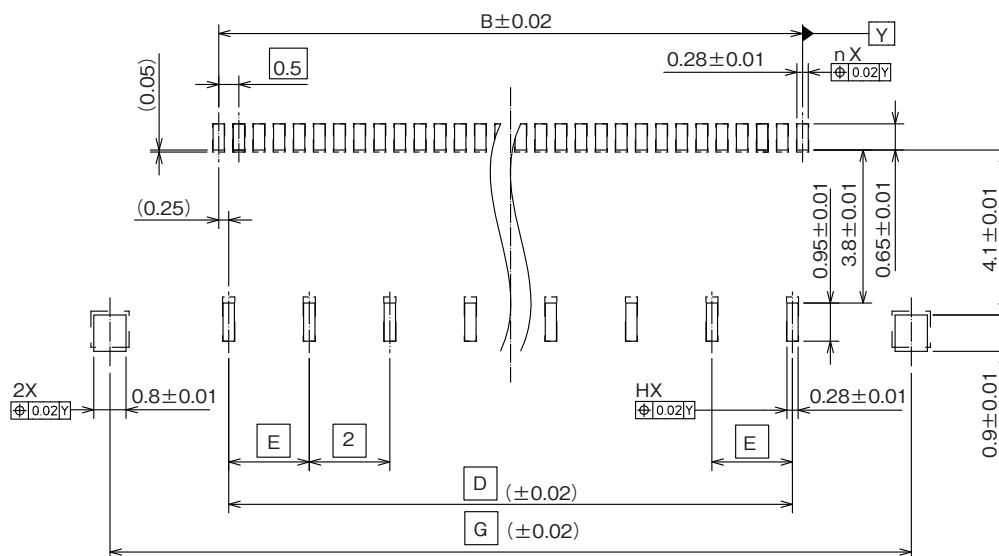 B±0.02
Y
0.5
0.28±0.01
n X
⌖ 0.02 Y
(0.05)
(0.25)
0.95±0.01
3.8±0.01
0.65±0.01
4.1±0.01
2X
⌖ 0.02 Y
0.8±0.01
HX
⌖ 0.02 Y
0.28±0.01
0.9±0.01
E
2
E
D (±0.02)
G (±0.02)